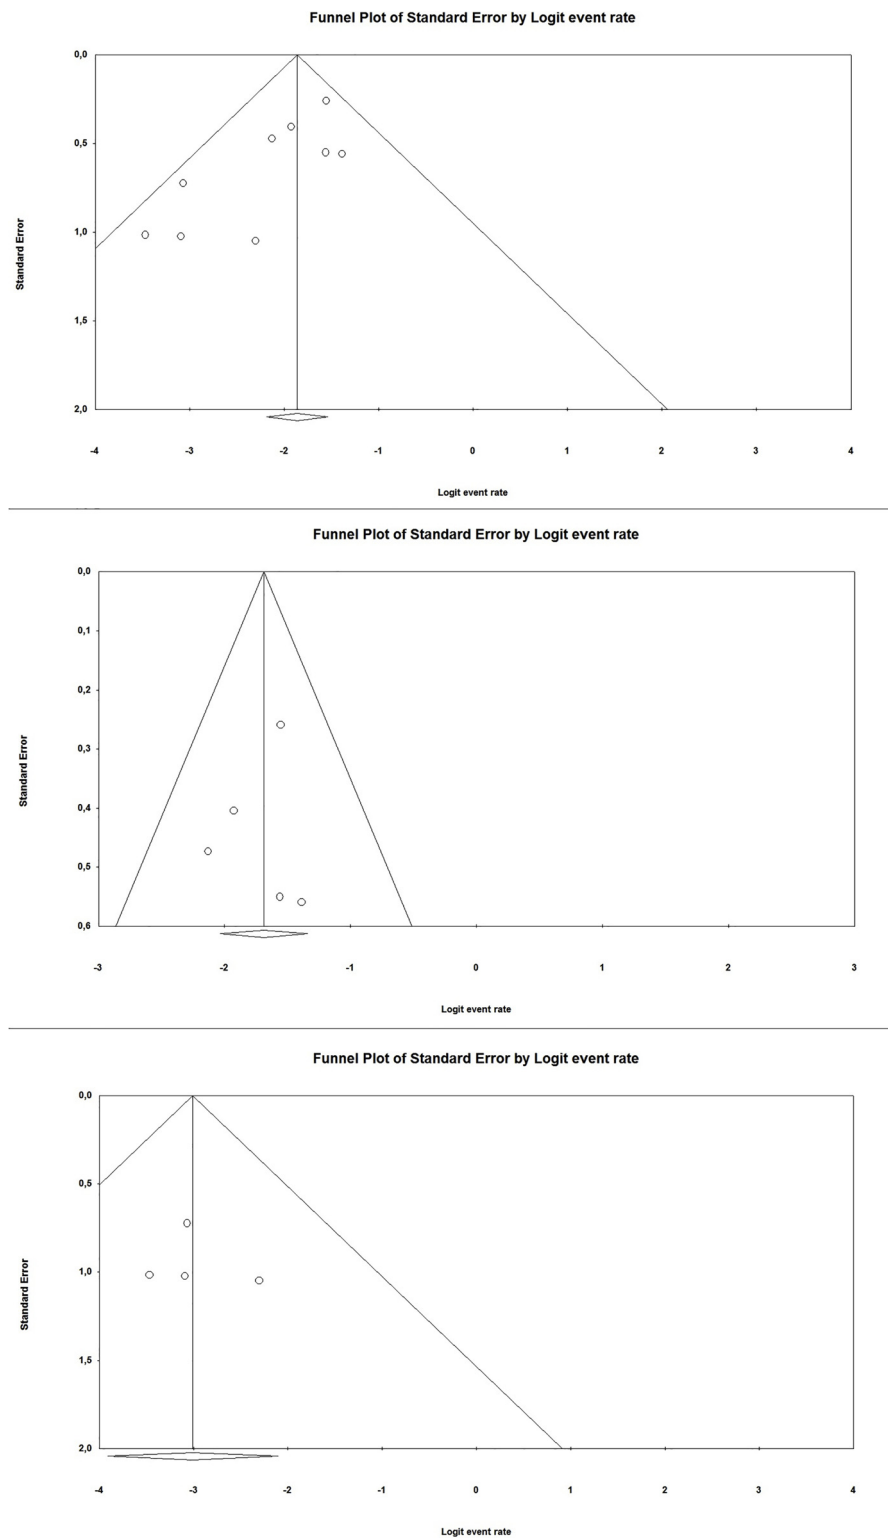 Funnel Plot of Standard Error by Logit event rate
0,0
0,5
1,0
1,5
2,0
Standard Error
-4 -3 -2 -1 0 1 2 3 4
Logit event rate
Funnel Plot of Standard Error by Logit event rate
0,0
0,1
0,2
0,3
0,4
0,5
0,6
Standard Error
-3 -2 -1 0 1 2 3
Logit event rate
Funnel Plot of Standard Error by Logit event rate
0,0
0,5
1,0
1,5
2,0
Standard Error
-4 -3 -2 -1 0 1 2 3 4
Logit event rate